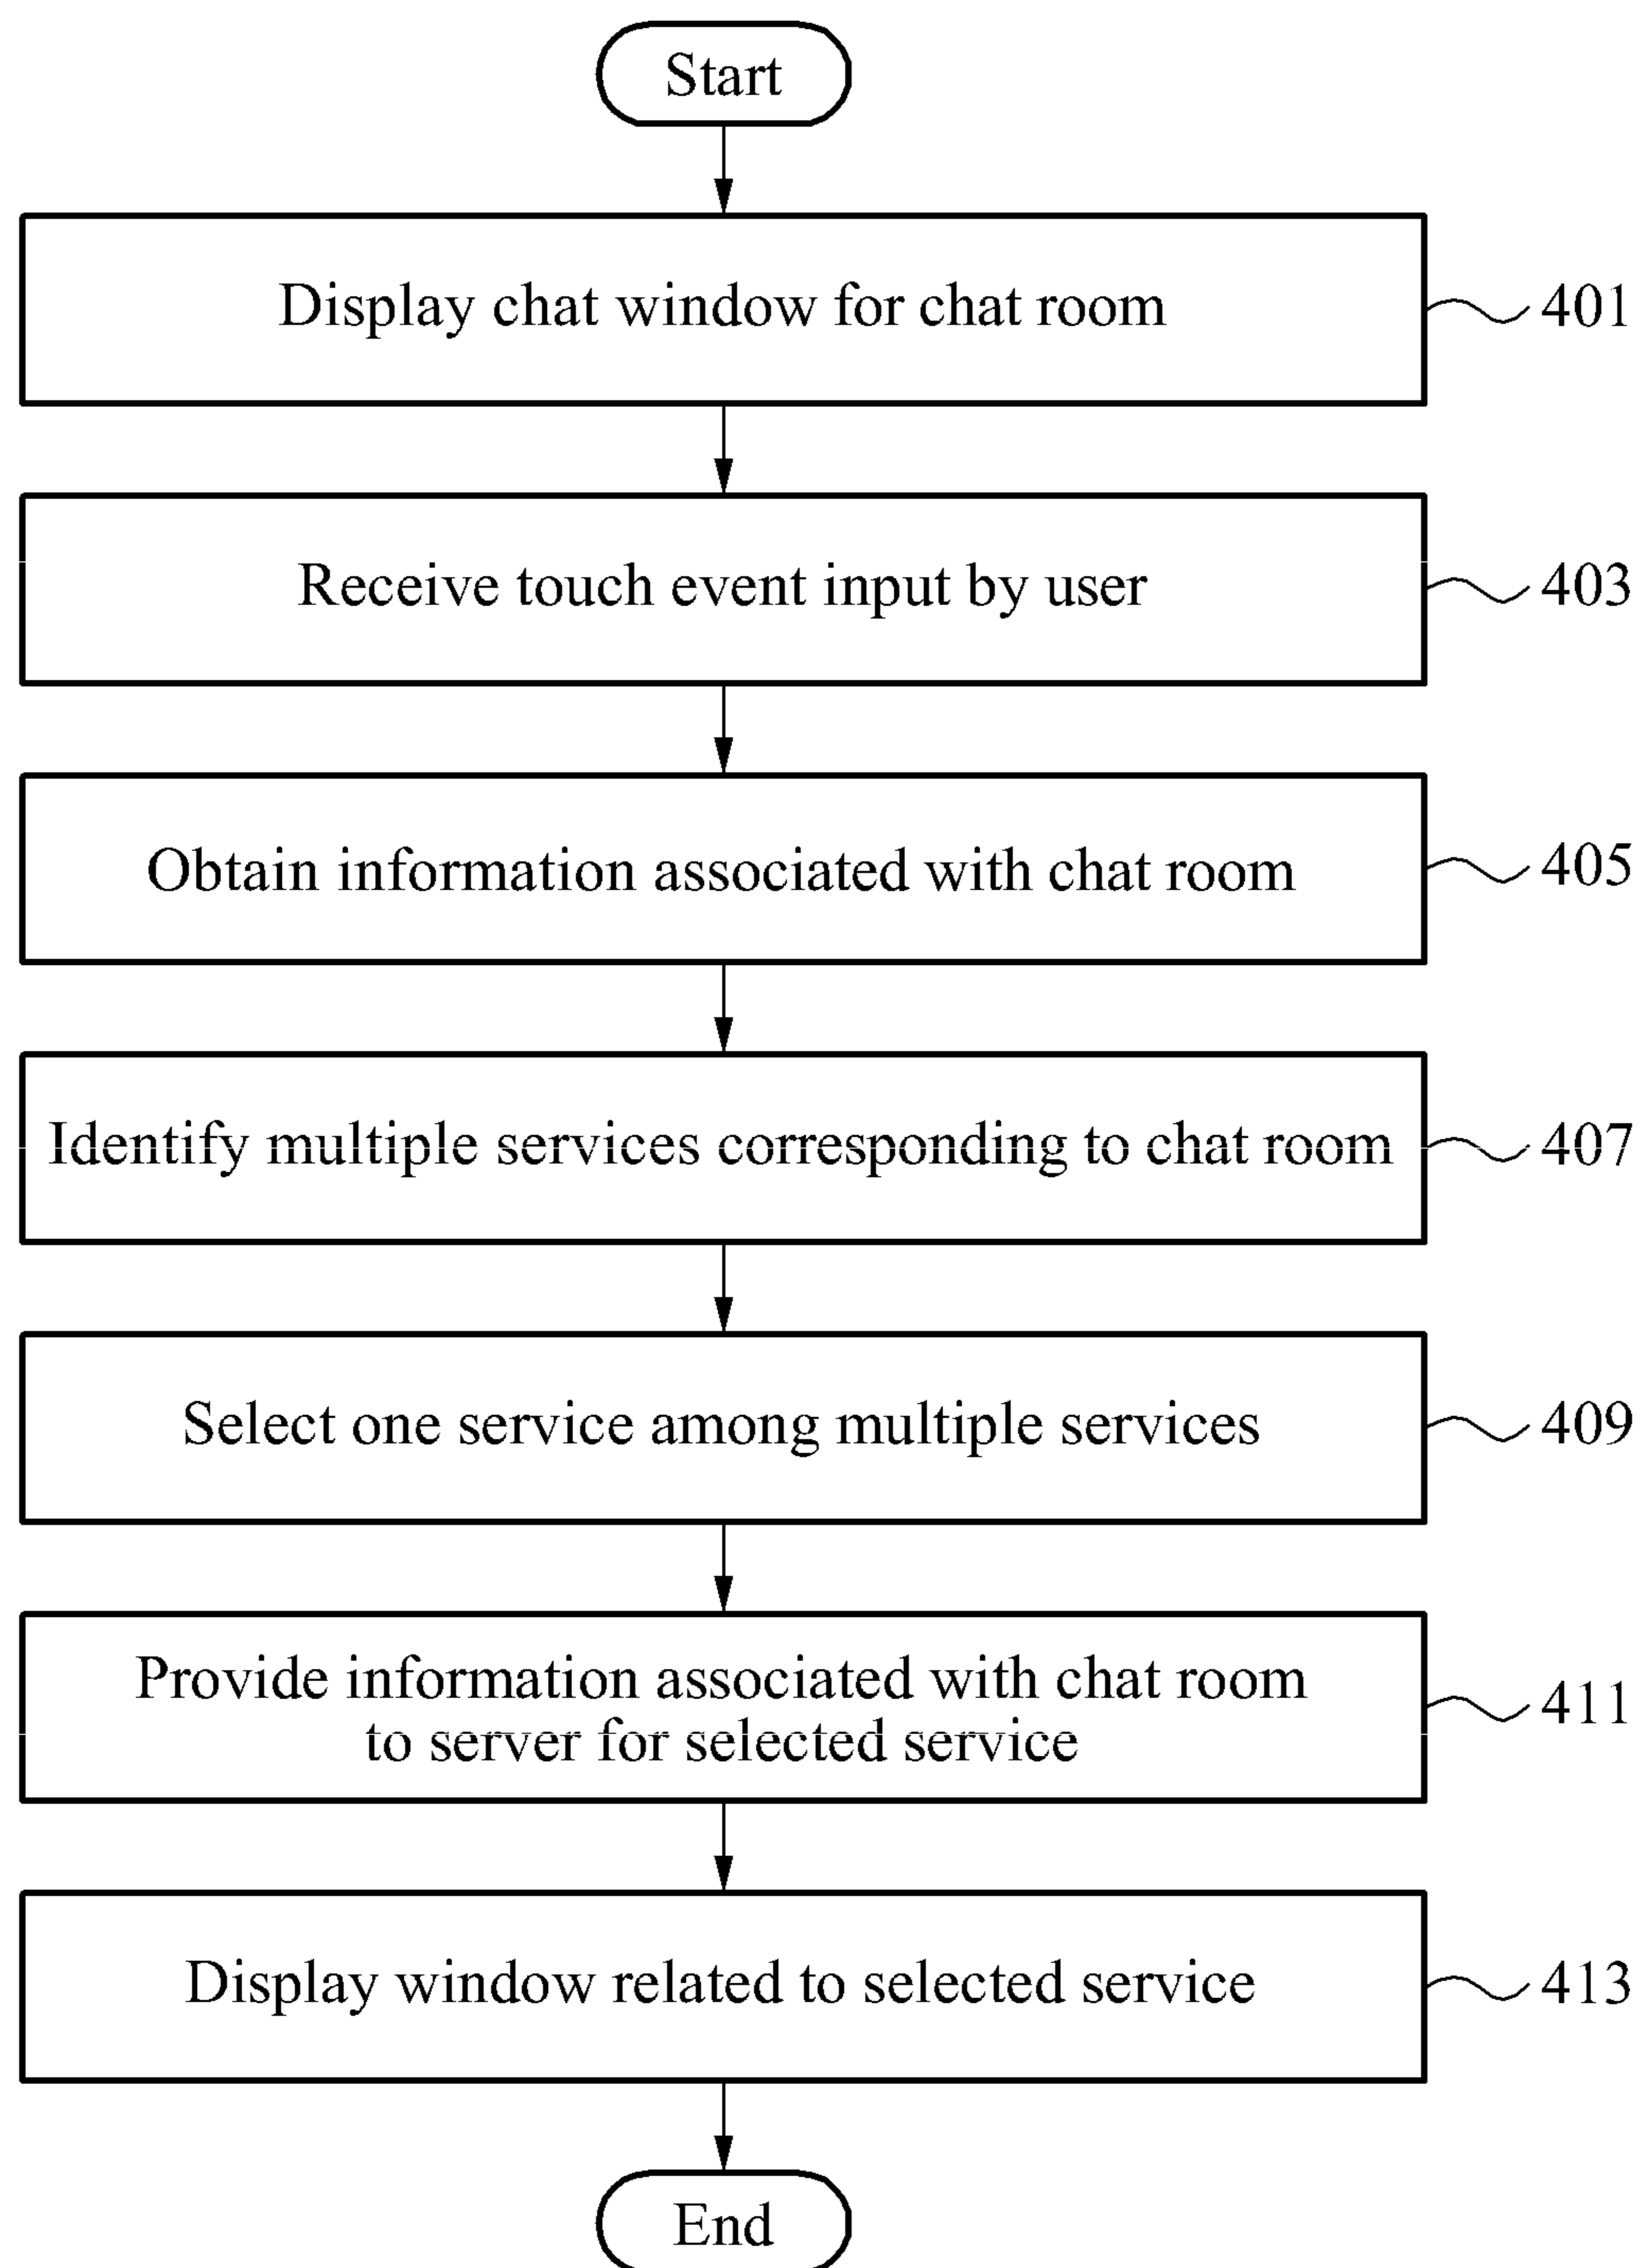 Start
Display chat window for chat room
401
Receive touch event input by user
403
Obtain information associated with chat room
405
Identify multiple services corresponding to chat room
407
Select one service among multiple services
409
Provide information associated with chat room
to server for selected service
411
Display window related to selected service
413
End